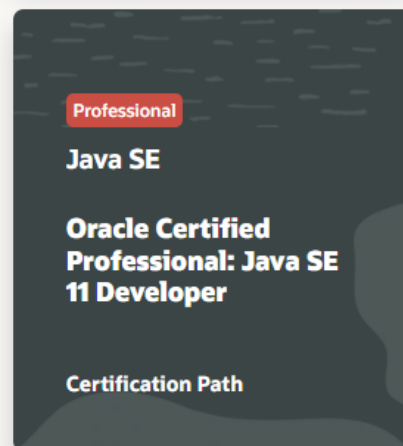 Professional
Java SE
Oracle Certified
Professional: Java SE
11 Developer
Certification Path